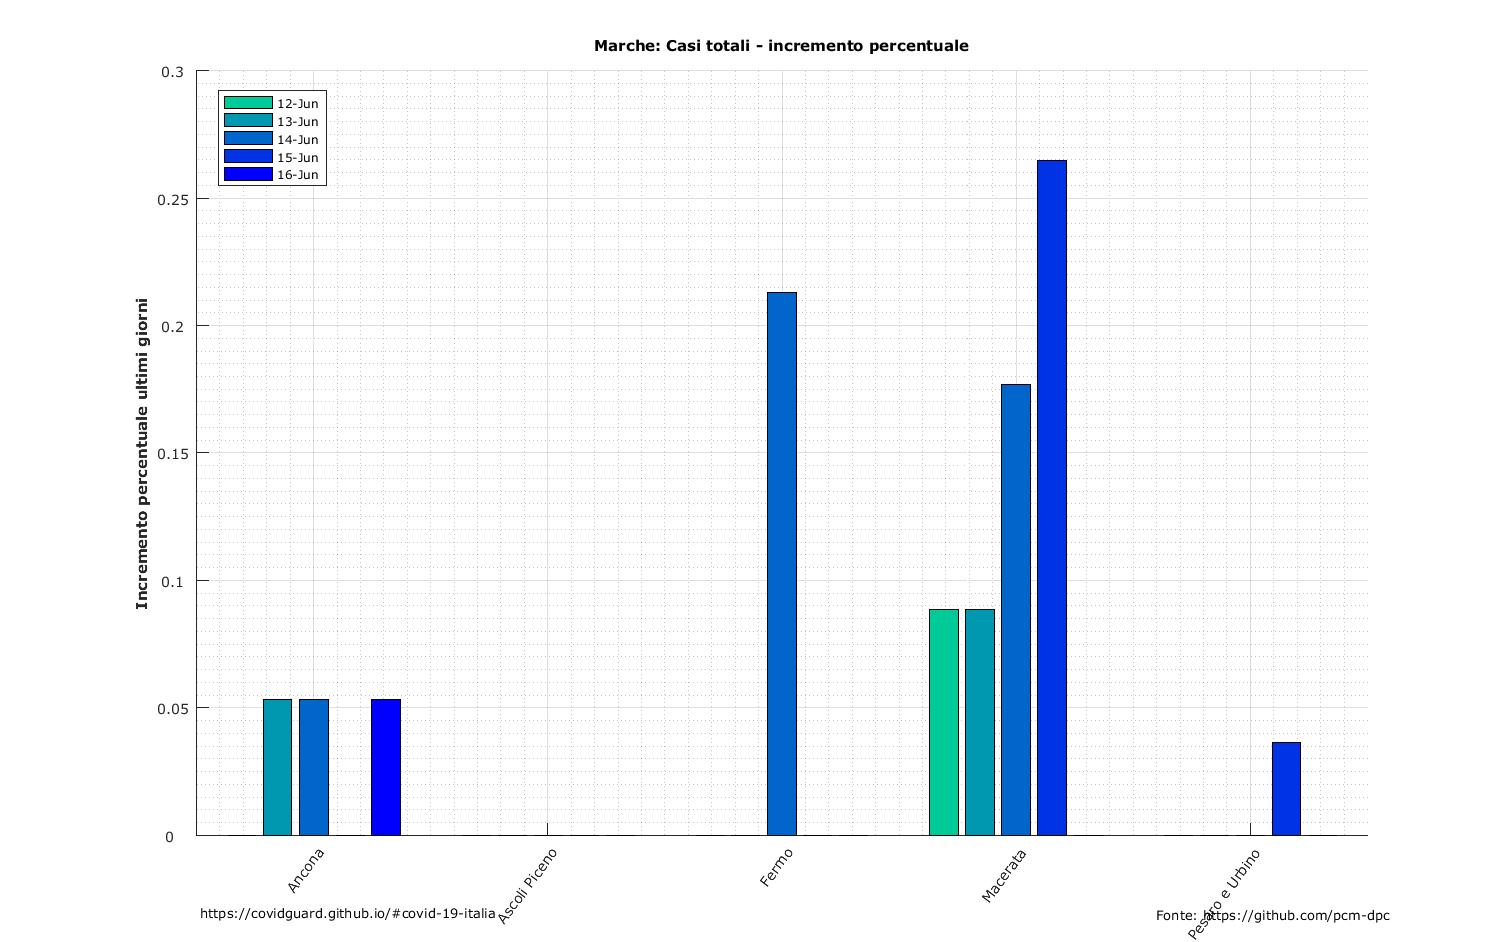 Marche: Casi totali - incremento percentuale
0.3
0.25
0.2
0.15
0.1
0.05
0
Incremento percentuale ultimi giorni
12-Jun
13-Jun
14-Jun
15-Jun
16-Jun
Ancona
Ascoli Piceno
Fermo
Macerata
Pesaro e Urbino
https://covidguard.github.io/#covid-19-italia
Fonte: https://github.com/pcm-dpc